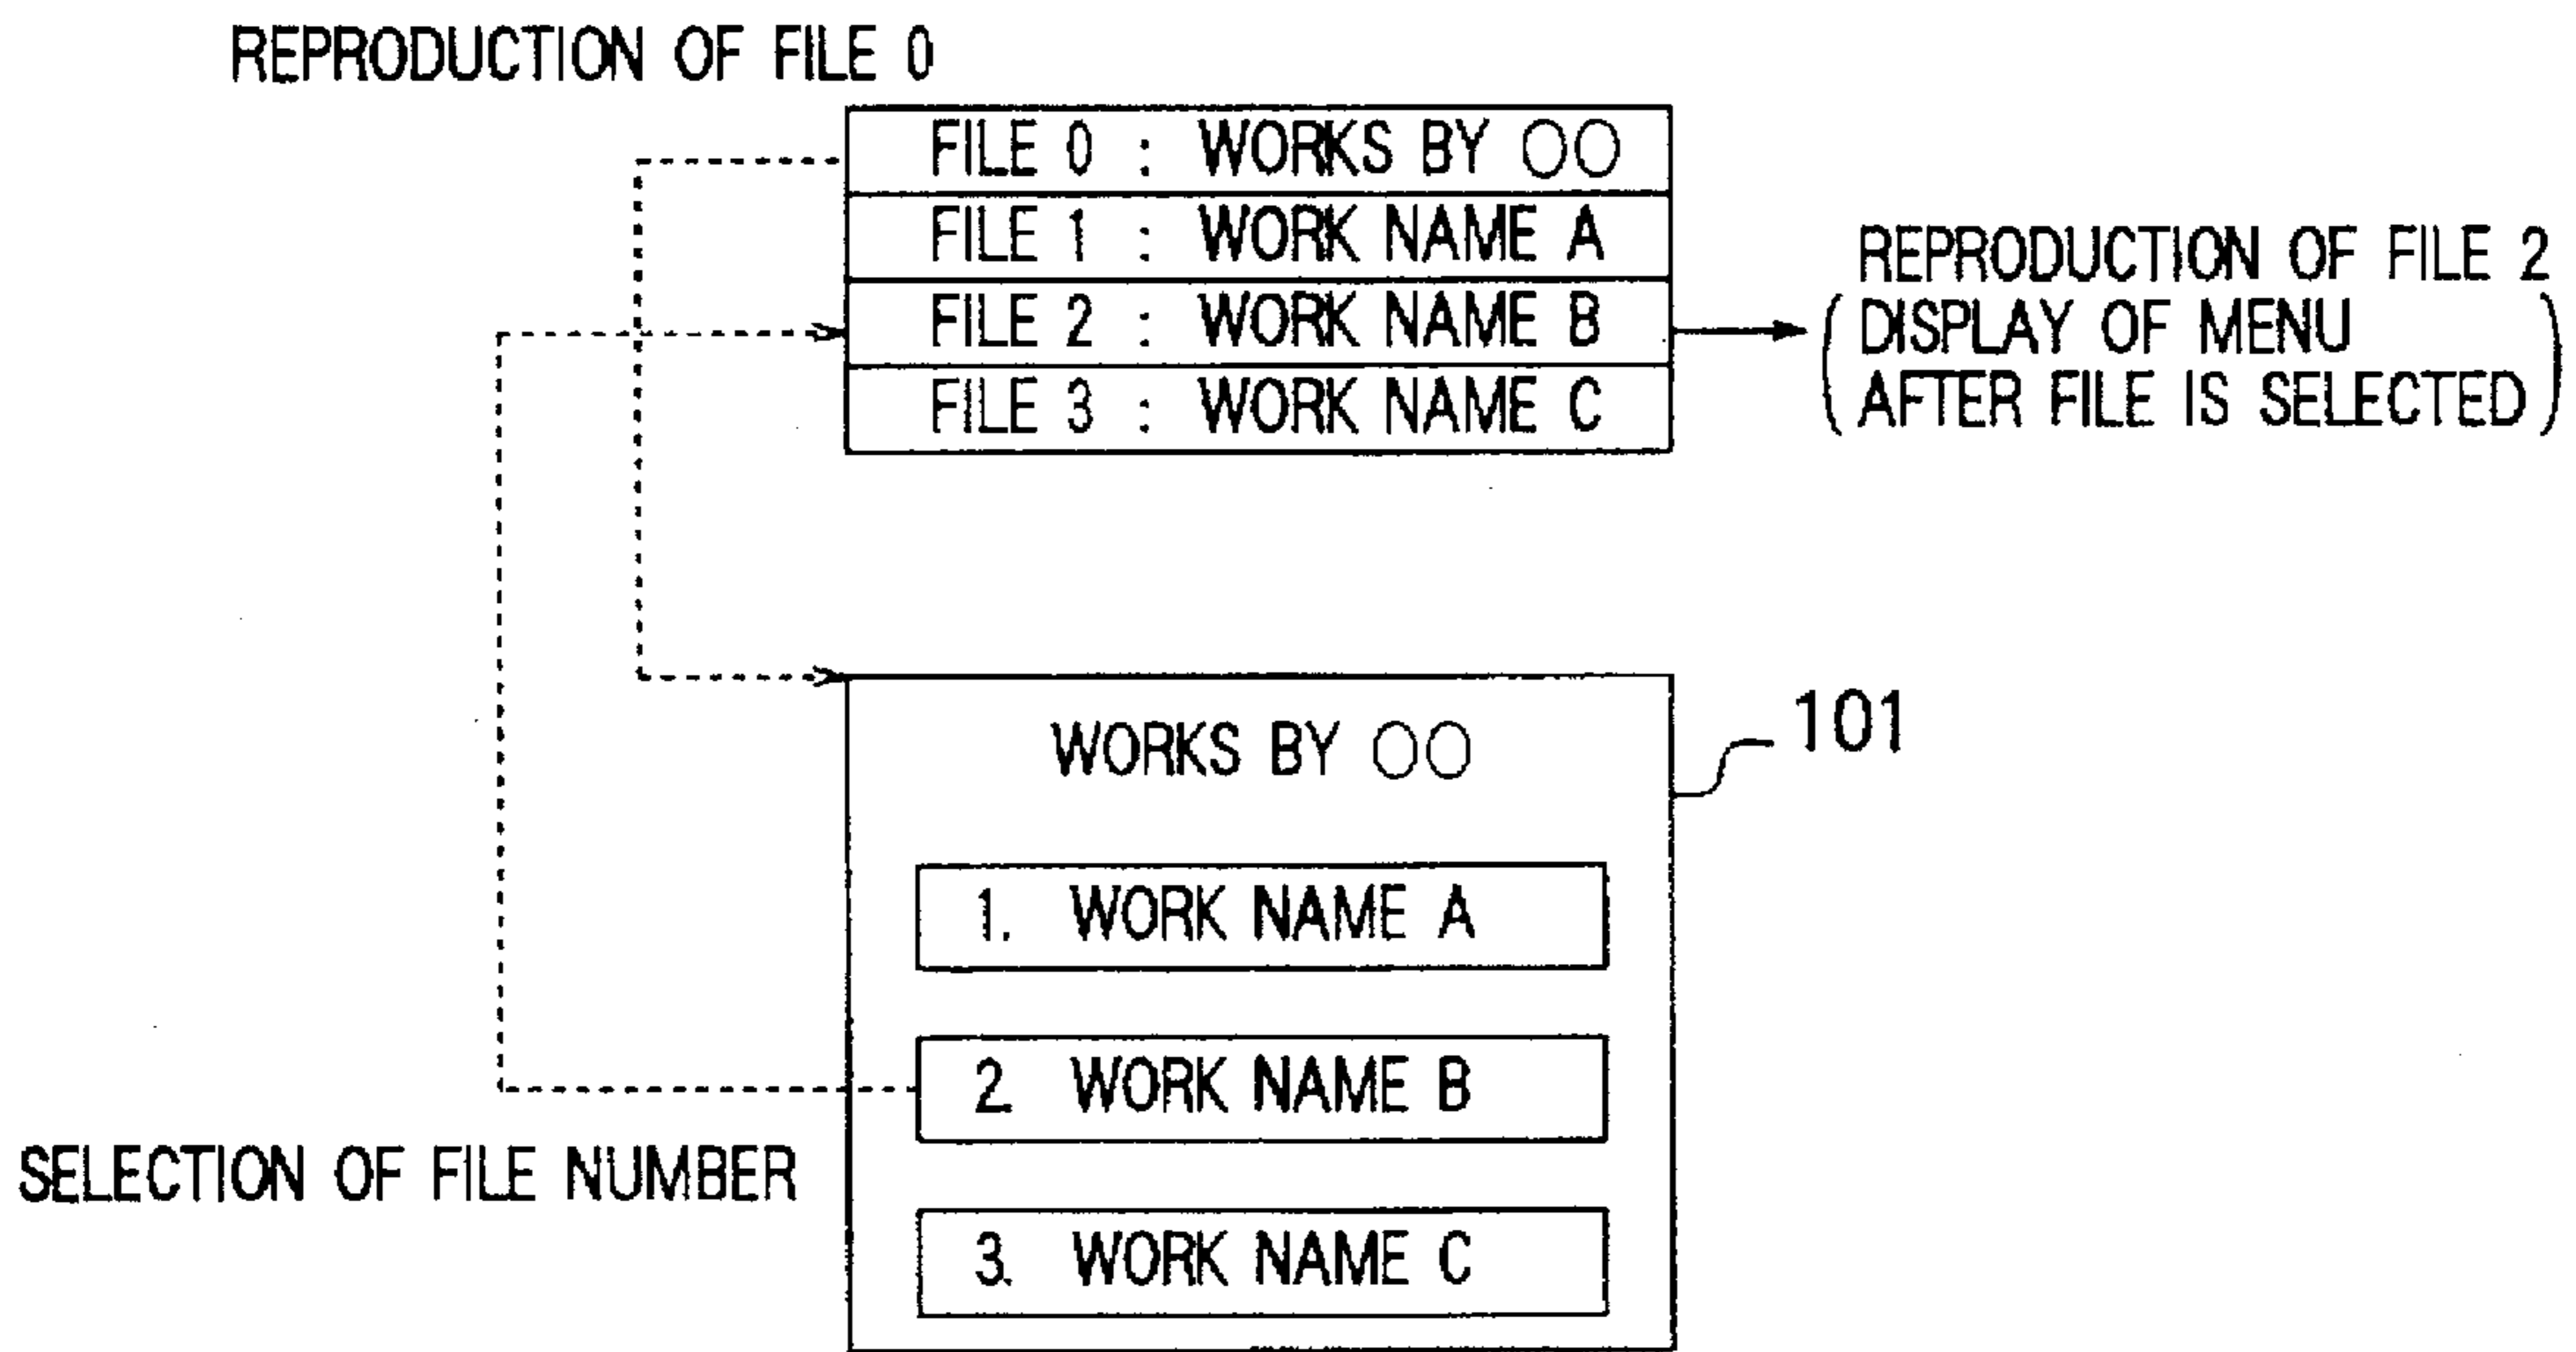 REPRODUCTION OF FILE 0
FILE 0 : WORKS BY ○○
FILE 1 : WORK NAME A
FILE 2 : WORK NAME B
FILE 3 : WORK NAME C
REPRODUCTION OF FILE 2
(DISPLAY OF MENU
AFTER FILE IS SELECTED)
WORKS BY ○○
101
1. WORK NAME A
2. WORK NAME B
SELECTION OF FILE NUMBER
3. WORK NAME C